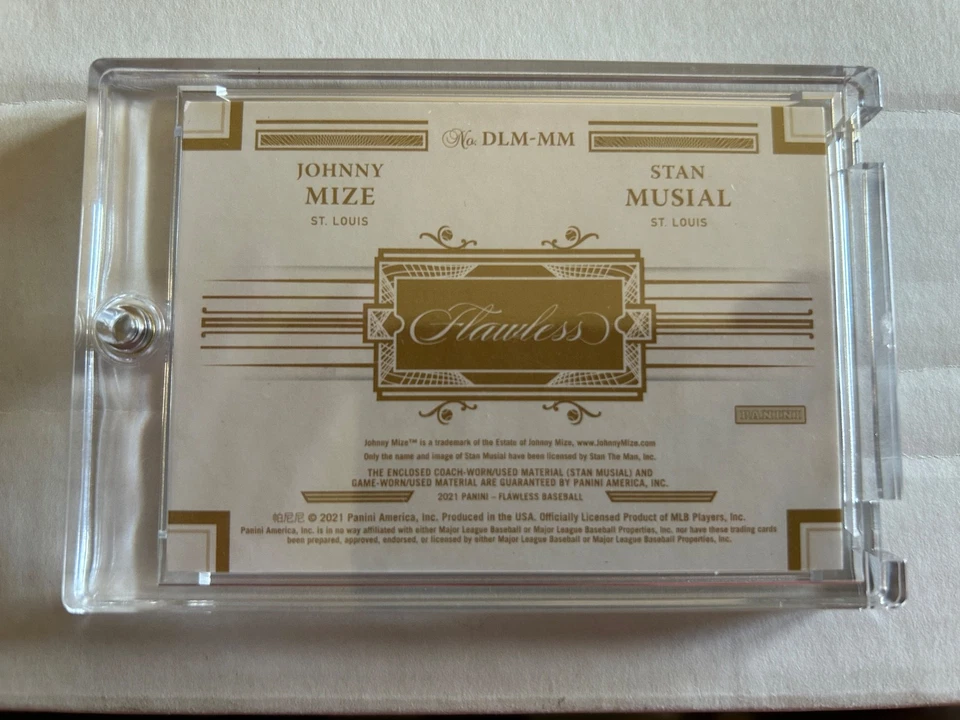 No. DLM-MM
JOHNNY
MIZE
ST. LOUIS
STAN
MUSIAL
ST. LOUIS
Flawless
PANINI
Johnny Mize™ is a trademark of the Estate of Johnny Mize, www.JohnnyMize.com
Only the name and image of Stan Musial have been licensed by Stan The Man, Inc.
THE ENCLOSED COACH-WORN/USED MATERIAL (STAN MUSIAL) AND
GAME-WORN/USED MATERIAL ARE GUARANTEED BY PANINI AMERICA, INC.
2021 PANINI – FLAWLESS BASEBALL
帕尼尼 © 2021 Panini America, Inc. Produced in the USA. Officially Licensed Product of MLB Players, Inc.
Panini America, Inc. is in no way affiliated with either Major League Baseball or Major League Baseball Properties, Inc. nor have these trading cards
been prepared, approved, endorsed, or licensed by either Major League Baseball or Major League Baseball Properties, Inc.